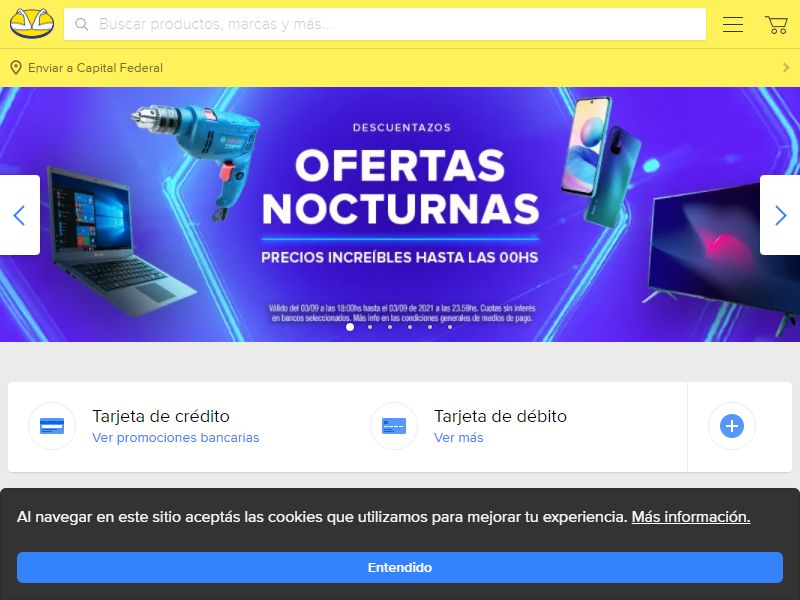 Buscar productos, marcas y más...
Enviar a Capital Federal
DESCUENTAZOS
OFERTAS
NOCTURNAS
PRECIOS INCREÍBLES HASTA LAS 00HS
Válido del 03/09 a las 18:00hs hasta el 03/09 de 2021 a las 23.59hs. Cuotas sin interés
en bancos seleccionados. Más info en las condiciones generales de medios de pago.
Tarjeta de crédito
Ver promociones bancarias
Tarjeta de débito
Ver más
Al navegar en este sitio aceptás las cookies que utilizamos para mejorar tu experiencia. Más información.
Entendido